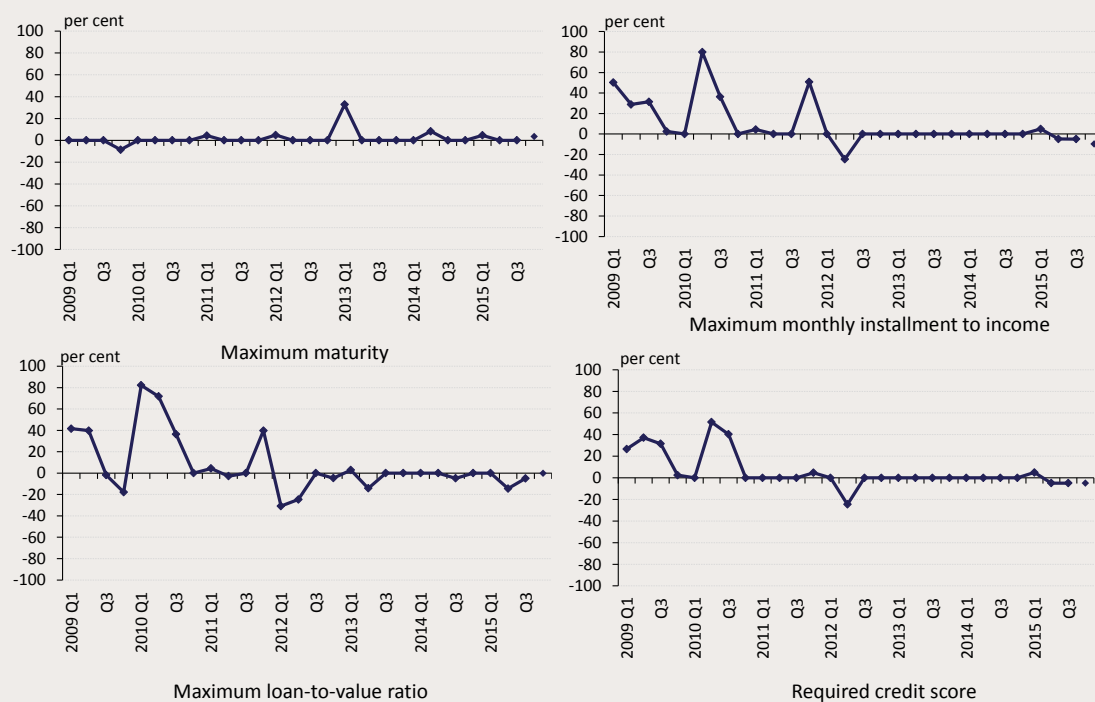 per cent
100
80
60
40
20
0
-20
-40
-60
-80
-100
2009 Q1
Q3
2010 Q1
Q3
2011 Q1
Q3
2012 Q1
Q3
2013 Q1
Q3
2014 Q1
Q3
2015 Q1
Q3
Maximum maturity
per cent
100
80
60
40
20
0
-20
-40
-60
-80
-100
2009 Q1
Q3
2010 Q1
Q3
2011 Q1
Q3
2012 Q1
Q3
2013 Q1
Q3
2014 Q1
Q3
2015 Q1
Q3
Maximum monthly installment to income
per cent
100
80
60
40
20
0
-20
-40
-60
-80
-100
2009 Q1
Q3
2010 Q1
Q3
2011 Q1
Q3
2012 Q1
Q3
2013 Q1
Q3
2014 Q1
Q3
2015 Q1
Q3
Maximum loan-to-value ratio
per cent
100
80
60
40
20
0
-20
-40
-60
-80
-100
2009 Q1
Q3
2010 Q1
Q3
2011 Q1
Q3
2012 Q1
Q3
2013 Q1
Q3
2014 Q1
Q3
2015 Q1
Q3
Required credit score